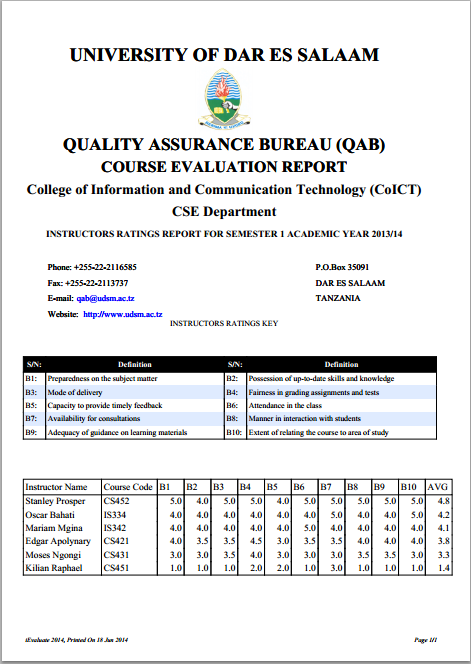 UNIVERSITY OF DAR ES SALAAM
QUALITY ASSURANCE BUREAU (QAB)
COURSE EVALUATION REPORT
College of Information and Communication Technology (CoICT)
CSE Department
INSTRUCTORS RATINGS REPORT FOR SEMESTER 1 ACADEMIC YEAR 2013/14
Phone: +255-22-2116585 P.O.Box 35091
Fax: +255-22-2113737 DAR ES SALAAM
E-mail: qab@udsm.ac.tz TANZANIA
Website: http://www.udsm.ac.tz
INSTRUCTORS RATINGS KEY
S/N: Definition S/N: Definition
B1: Preparedness on the subject matter B2: Possession of up-to-date skills and knowledge
B3: Mode of delivery B4: Fairness in grading assignments and tests
B5: Capacity to provide timely feedback B6: Attendance in the class
B7: Availability for consultations B8: Manner in interaction with students
B9: Adequacy of guidance on learning materials B10: Extent of relating the course to area of study
Instructor Name Course Code B1 B2 B3 B4 B5 B6 B7 B8 B9 B10 AVG
Stanley Prosper CS452 5.0 4.0 5.0 5.0 4.0 5.0 5.0 5.0 5.0 5.0 4.8
Oscar Bahati IS334 4.0 4.0 4.0 4.0 4.0 4.0 5.0 4.0 4.0 5.0 4.2
Mariam Mgina IS342 4.0 4.0 4.0 4.0 4.0 5.0 4.0 4.0 4.0 4.0 4.1
Edgar Apolynary CS421 4.0 3.5 3.5 4.5 3.0 3.5 3.5 4.0 4.0 4.0 3.8
Moses Ngongi CS431 3.0 3.0 3.5 4.0 3.0 3.0 3.0 3.5 3.5 3.5 3.3
Kilian Raphael CS451 1.0 1.0 1.0 2.0 2.0 1.0 3.0 1.0 1.0 1.0 1.4
iEvaluate 2014, Printed On 18 Jun 2014 Page 1/1